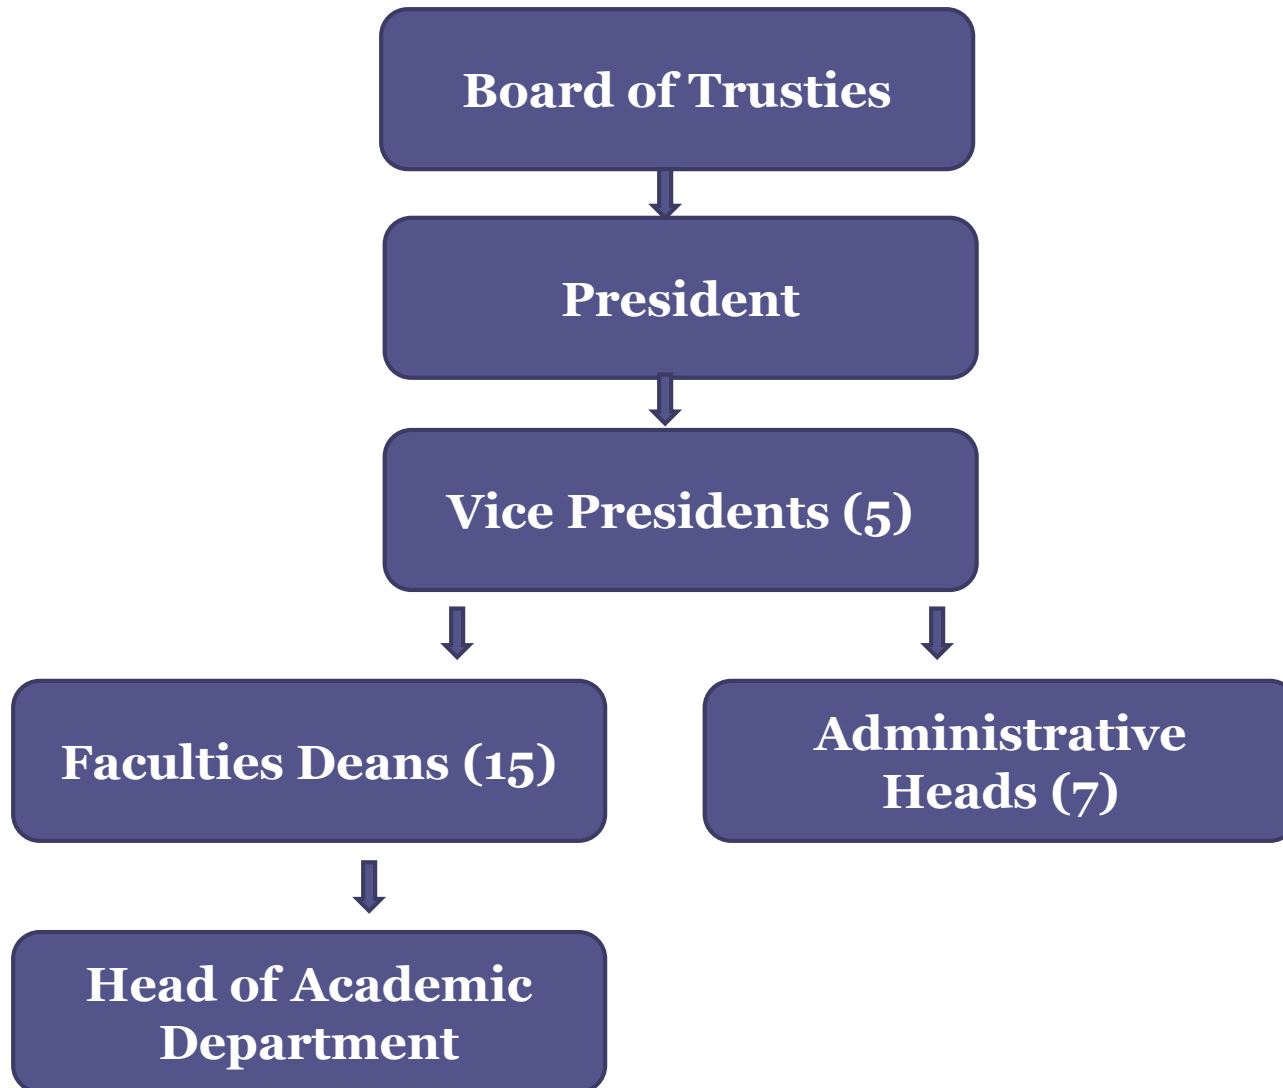 Board of Trusties
President
Vice Presidents (5)
Faculties Deans (15)
Administrative
Heads (7)
Head of Academic
Department